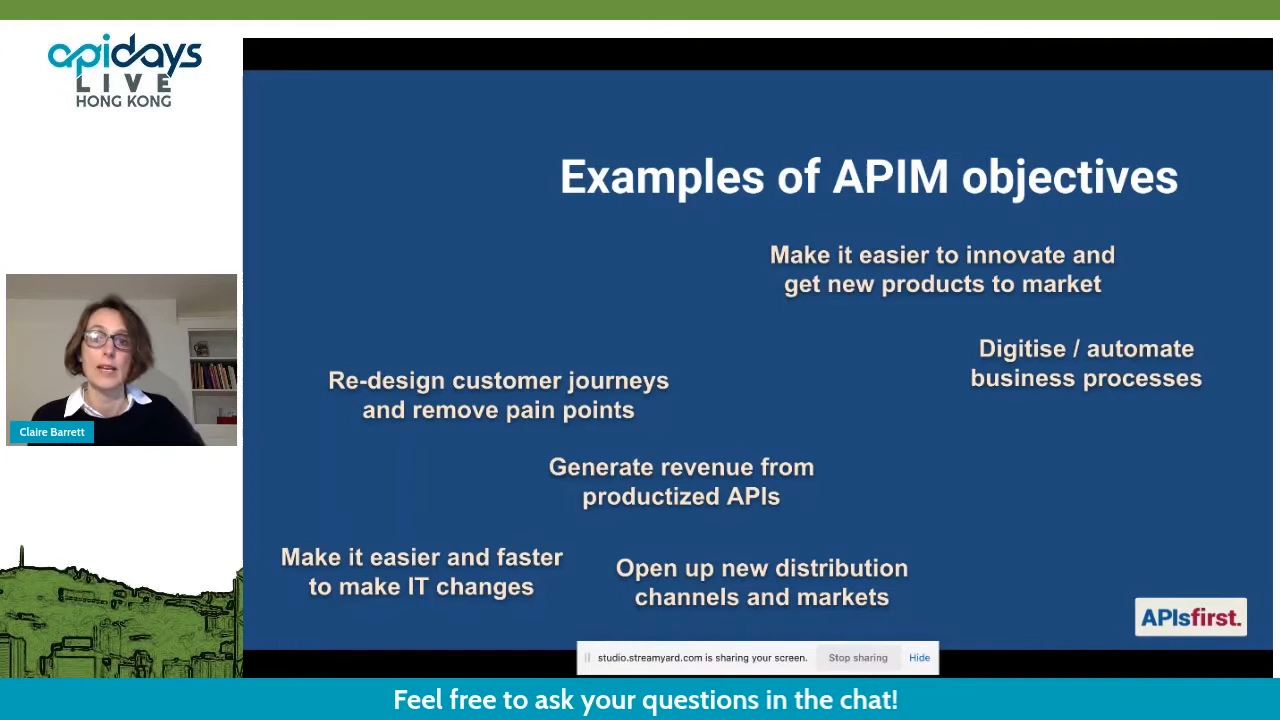 apidays
LIVE
HONG KONG
Examples of APIM objectives
Make it easier to innovate and
get new products to market
Digitise / automate
business processes
Re-design customer journeys
and remove pain points
Generate revenue from
productized APIs
Make it easier and faster
to make IT changes
Open up new distribution
channels and markets
APIsfirst.
Claire Barrett
studio.streamyard.com is sharing your screen.
Stop sharing
Hide
Feel free to ask your questions in the chat!